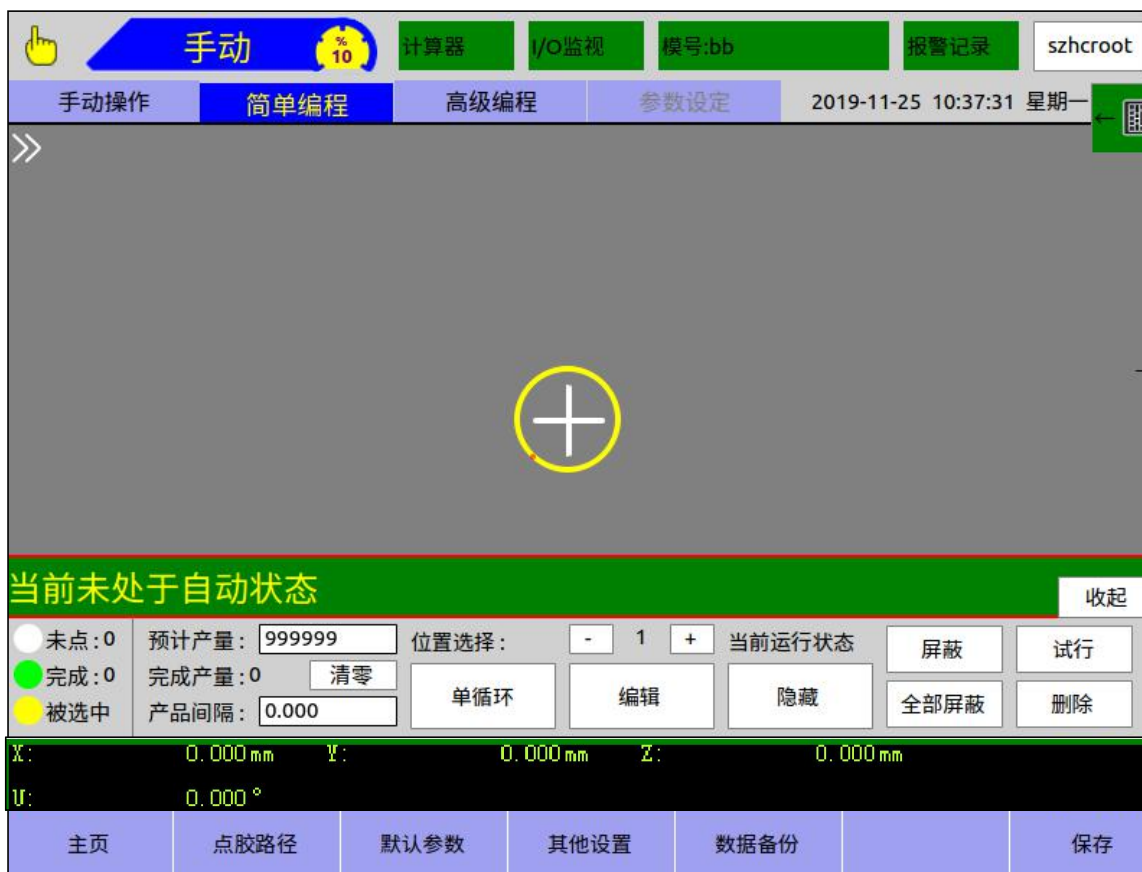 手动 % 10 计算器 I/O监视 模号:bb 报警记录 szhcroot
手动操作 简单编程 高级编程 参数设定 2019-11-25 10:37:31 星期一 ←
当前未处于自动状态
收起
未点:0 预计产量: 999999 位置选择: - 1 + 当前运行状态 屏蔽 试行
完成:0 完成产量:0 清零 单循环 编辑 隐藏
被选中 产品间隔: 0.000 全部屏蔽 删除
X: 0.000mm Y: 0.000mm Z: 0.000mm
U: 0.000°
主页 点胶路径 默认参数 其他设置 数据备份 保存